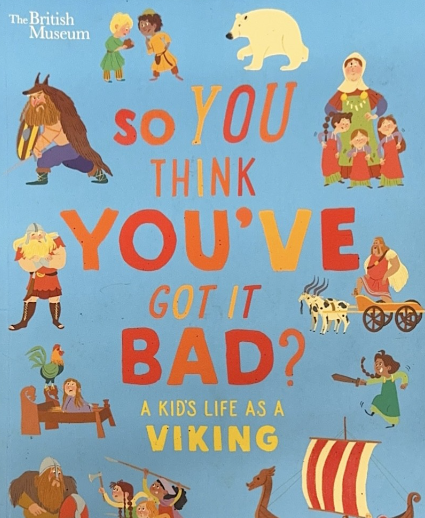 The British
Museum
SO YOU
THINK
YOU'VE
GOT IT
BAD?
A KID'S LIFE AS A
VIKING